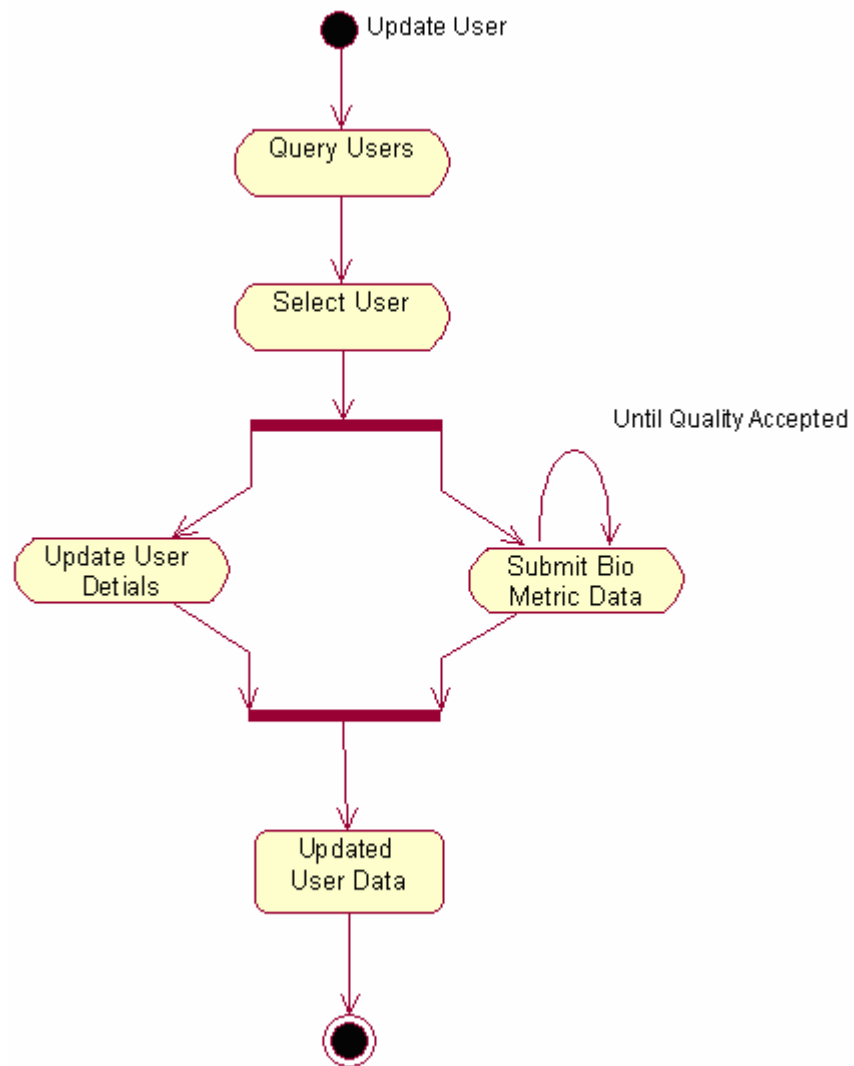 Update User
Query Users
Select User
Until Quality Accepted
Update User
Detials
Submit Bio
Metric Data
Updated
User Data